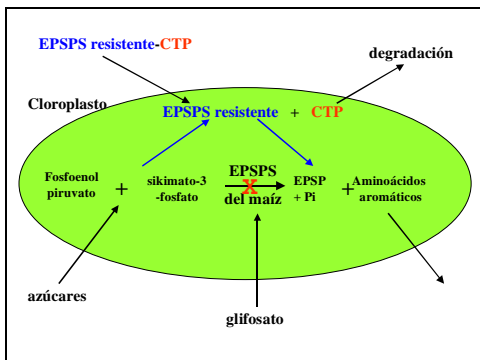 EPSPS resistente-CTP
degradación
Cloroplasto
EPSPS resistente + CTP
Fosfoenol
piruvato
+
sikimato-3
-fosfato
EPSPS
X
del maíz
EPSP
+ Pi
+
Aminoácidos
aromáticos
azúcares
glifosato